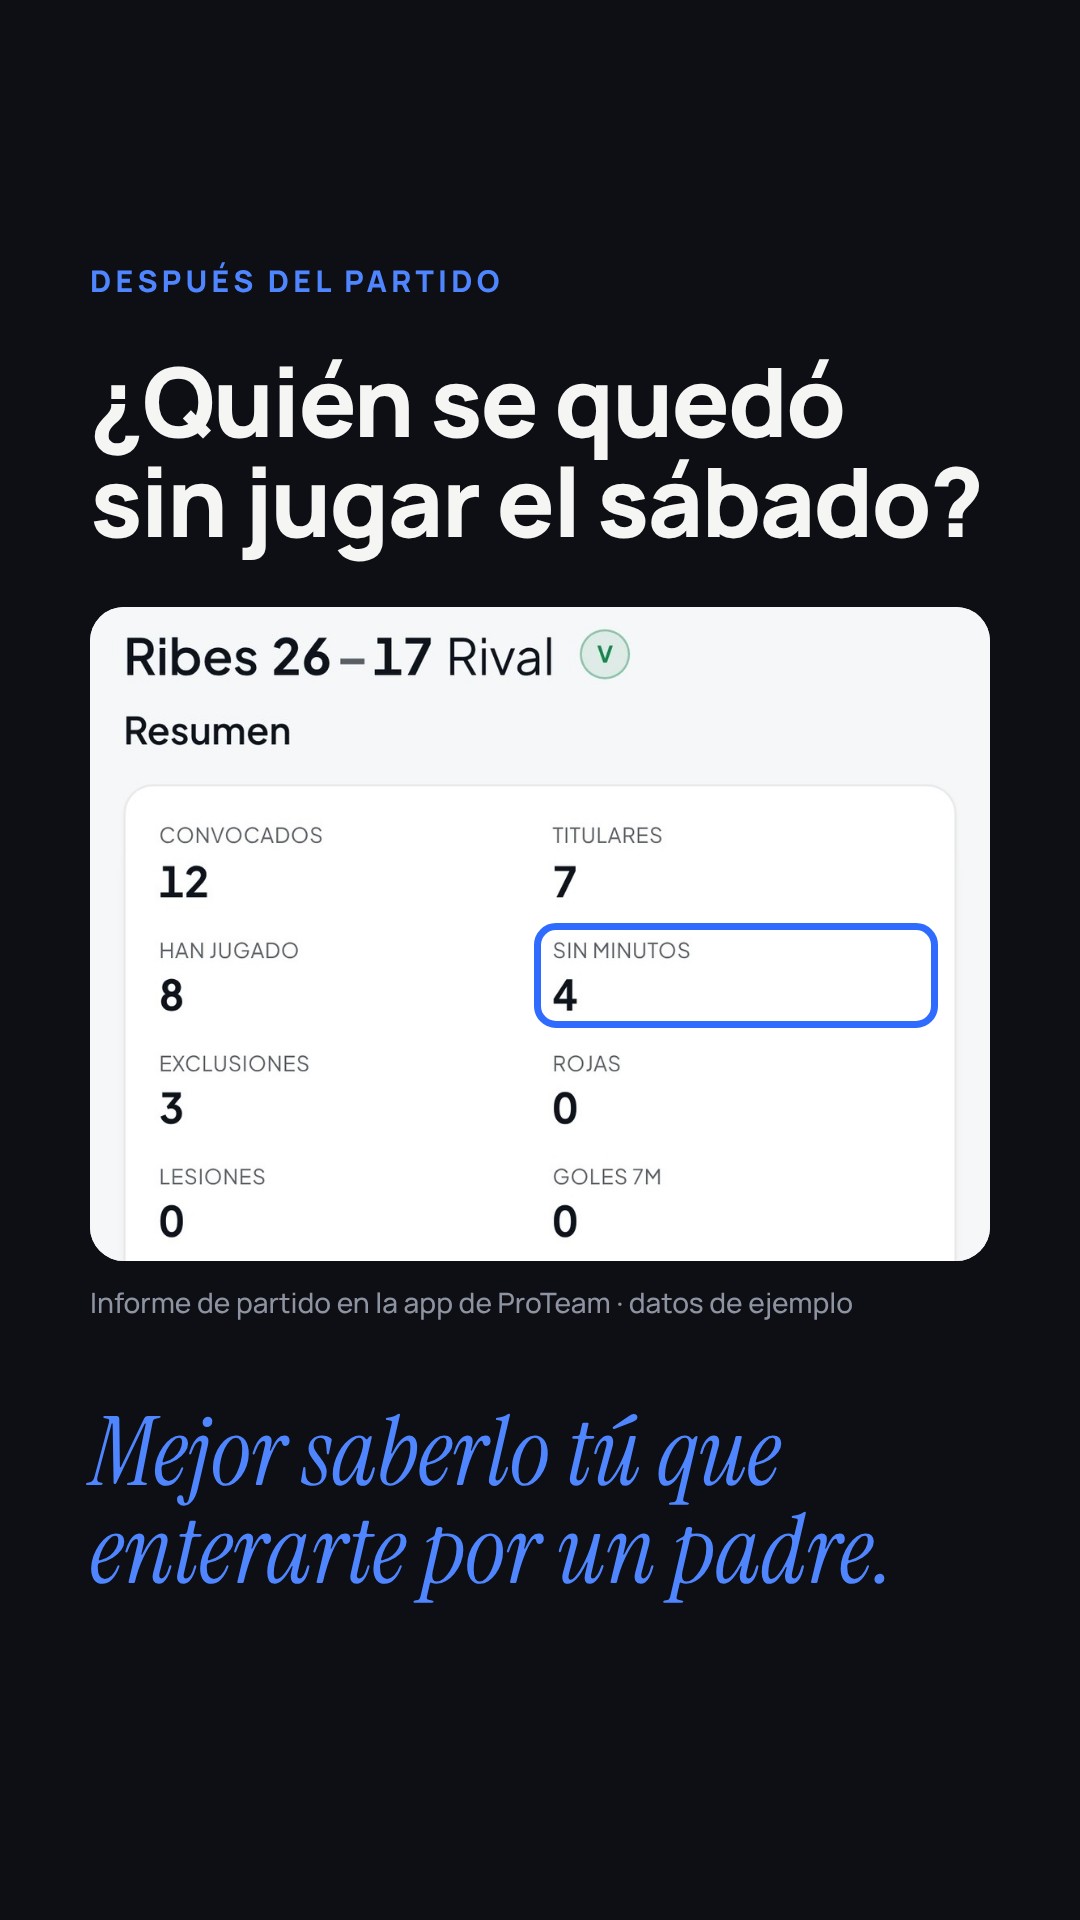 DESPUÉS DEL PARTIDO
¿Quién se quedó
sin jugar el sábado?
Ribes 26–17 Rival V
Resumen
CONVOCADOS TITULARES
12 7
HAN JUGADO SIN MINUTOS
8 4
EXCLUSIONES ROJAS
3 0
LESIONES GOLES 7M
0 0
Informe de partido en la app de ProTeam · datos de ejemplo
Mejor saberlo tú que
enterarte por un padre.